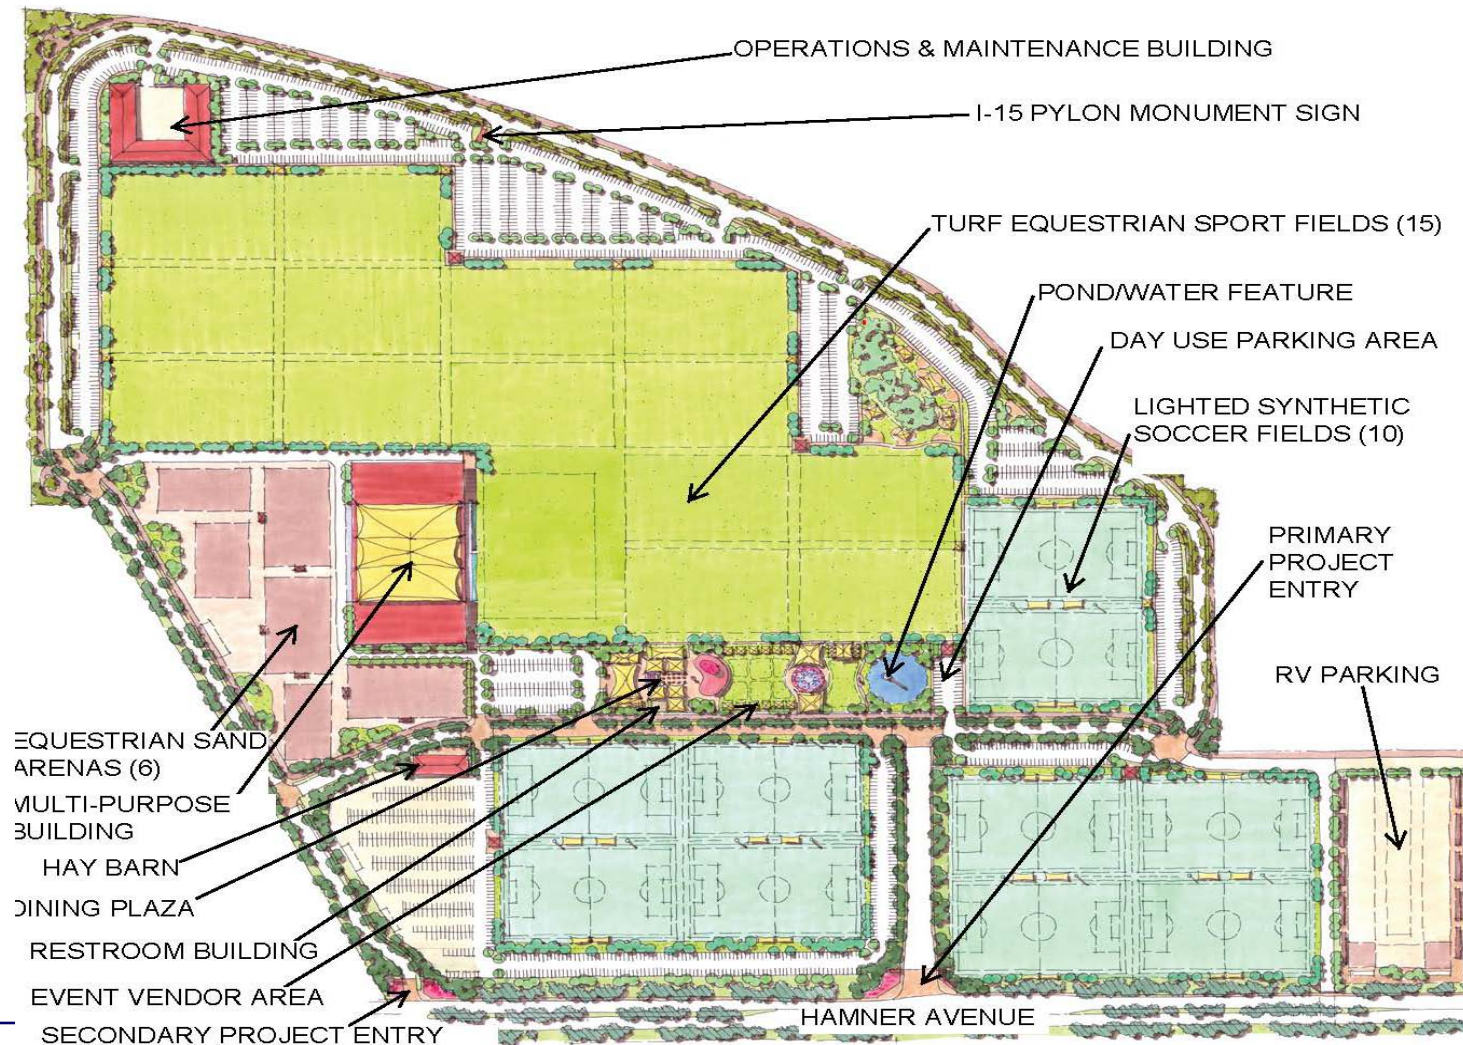 OPERATIONS & MAINTENANCE BUILDING
I-15 PYLON MONUMENT SIGN
TURF EQUESTRIAN SPORT FIELDS (15)
POND/WATER FEATURE
DAY USE PARKING AREA
LIGHTED SYNTHETIC
SOCCER FIELDS (10)
PRIMARY
PROJECT
ENTRY
RV PARKING
EQUESTRIAN SAND
ARENAS (6)
MULTI-PURPOSE
BUILDING
HAY BARN
DINING PLAZA
RESTROOM BUILDING
EVENT VENDOR AREA
SECONDARY PROJECT ENTRY
HAMNER AVENUE